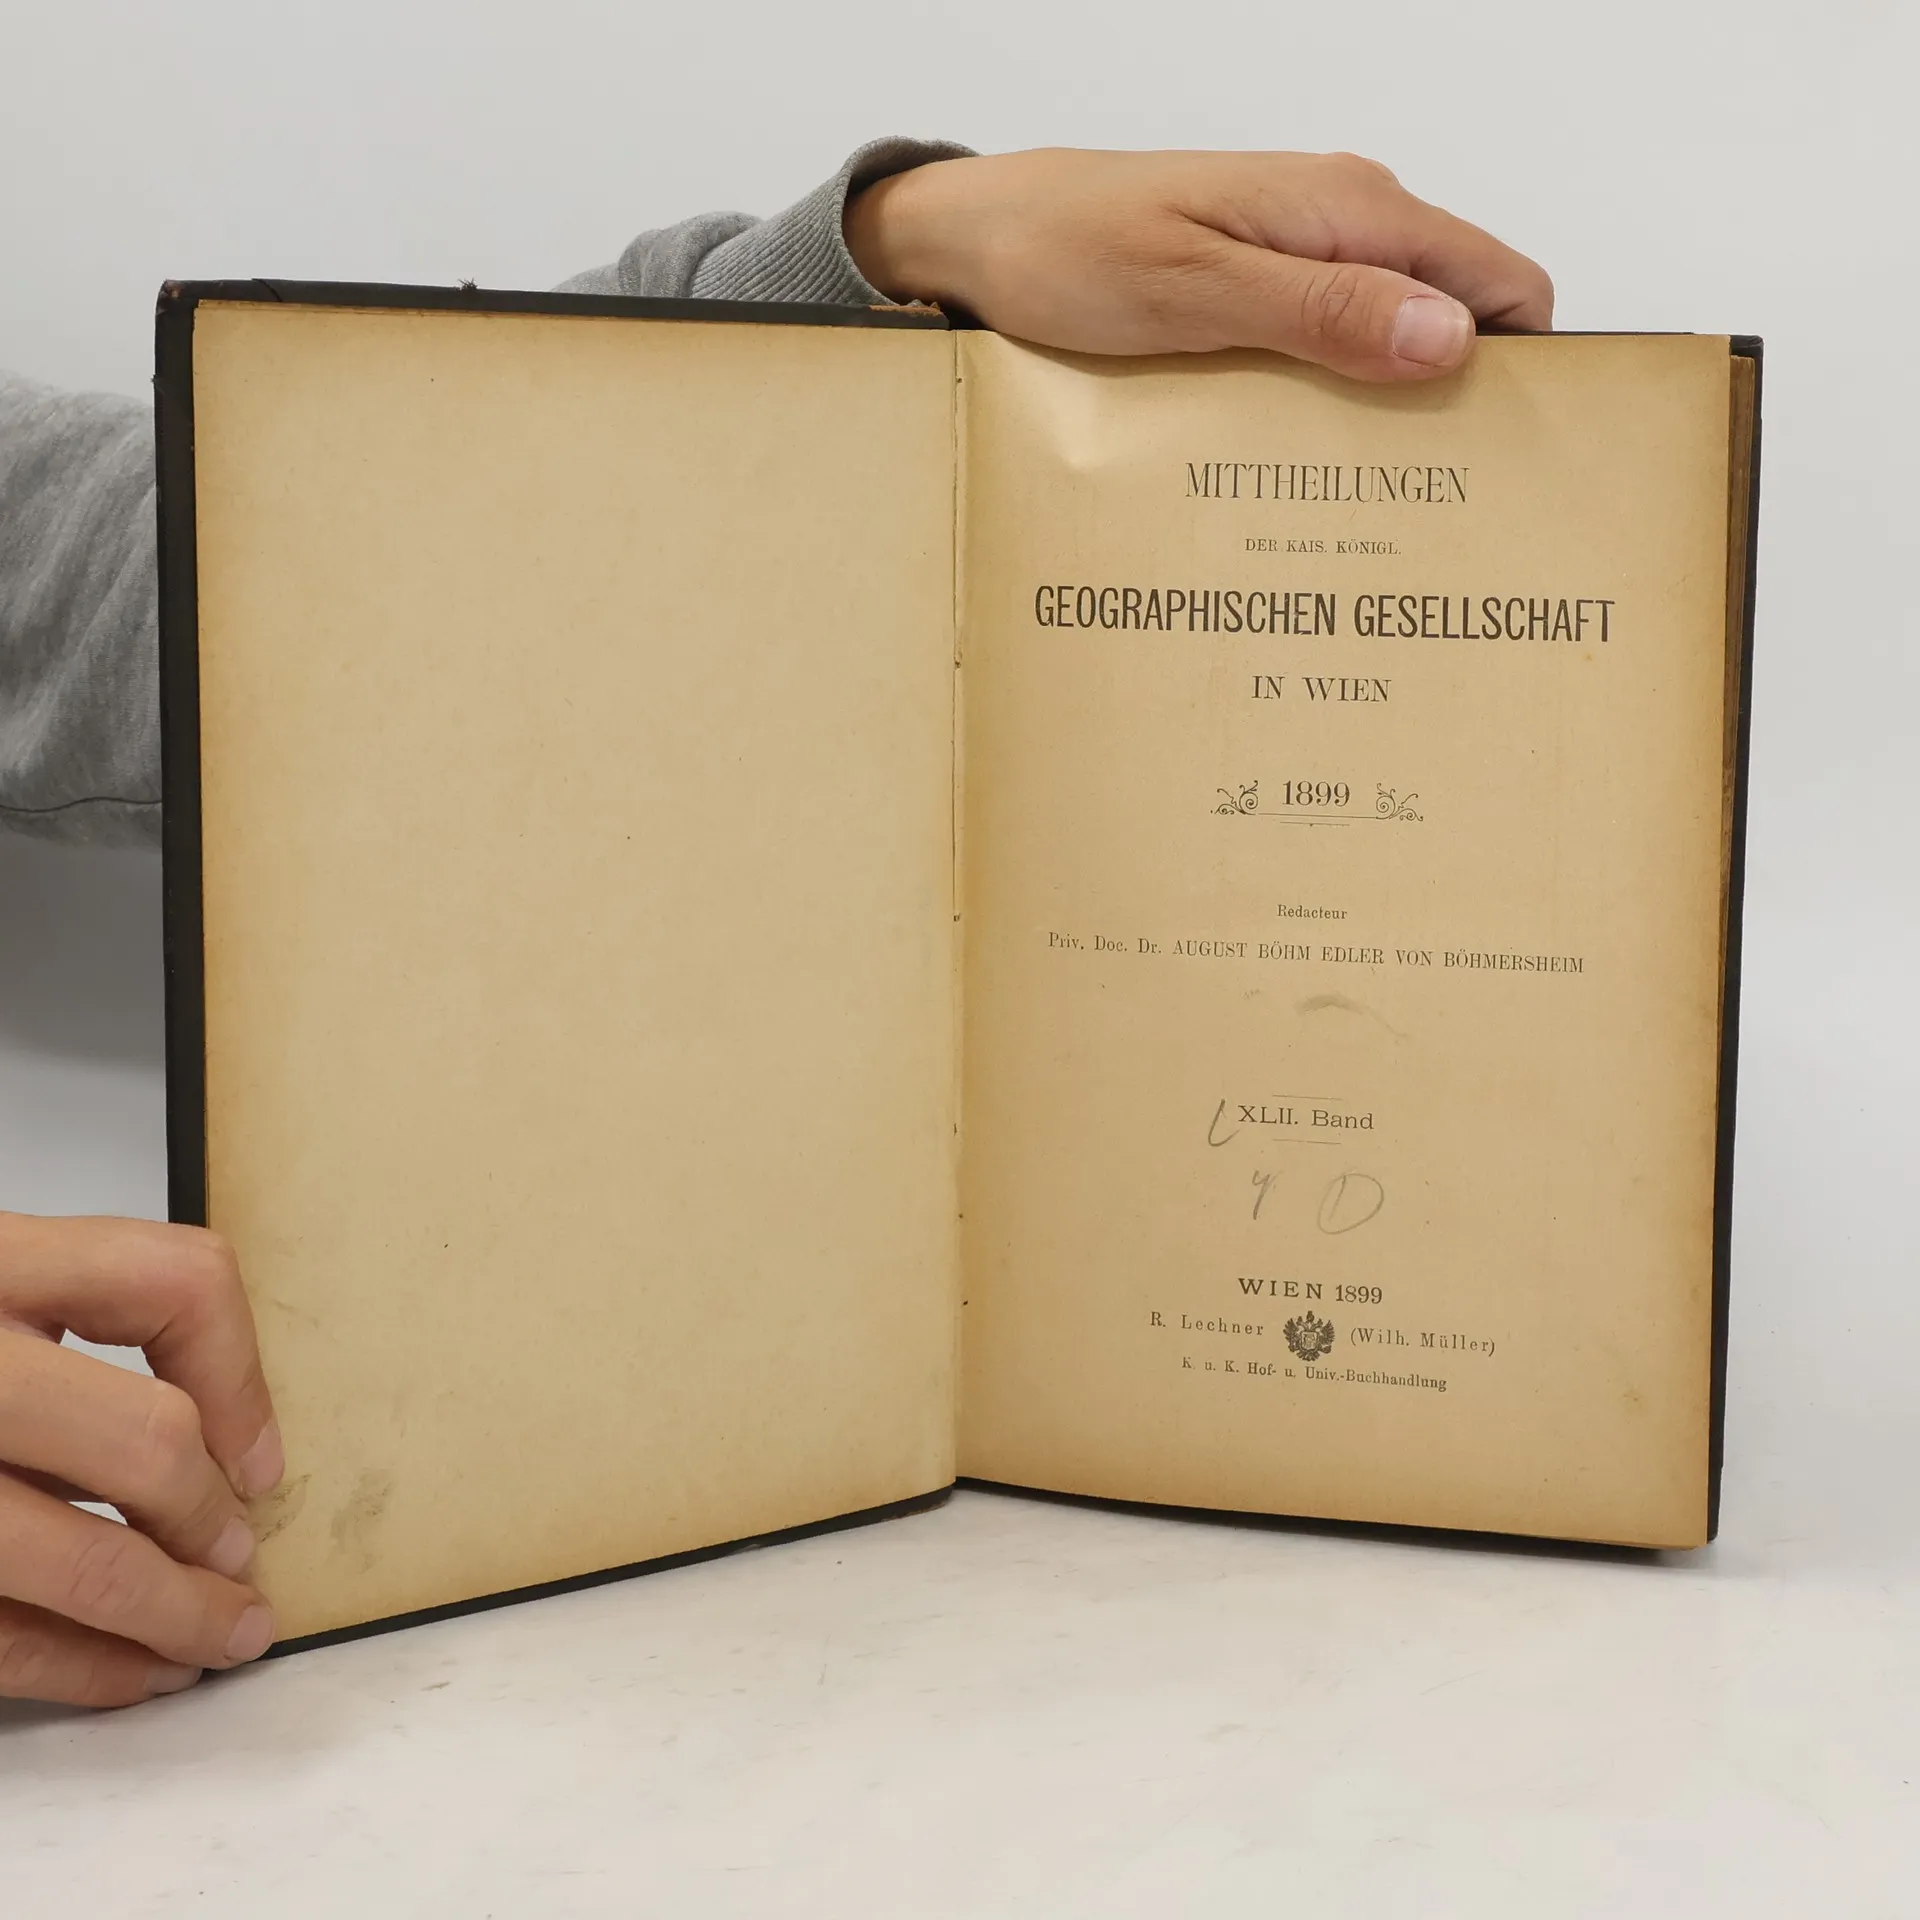 MITTHEILUNGEN
DER KAIS. KÖNIGL.
GEOGRAPHISCHEN GESELLSCHAFT
IN WIEN
1899
Redacteur
Priv. Doc. Dr. AUGUST BÖHM EDLER VON BÖHMERSHEIM
XLII. Band
WIEN 1899
R. Lechner (Wilh. Müller)
K. u. K. Hof- u. Univ.-Buchhandlung